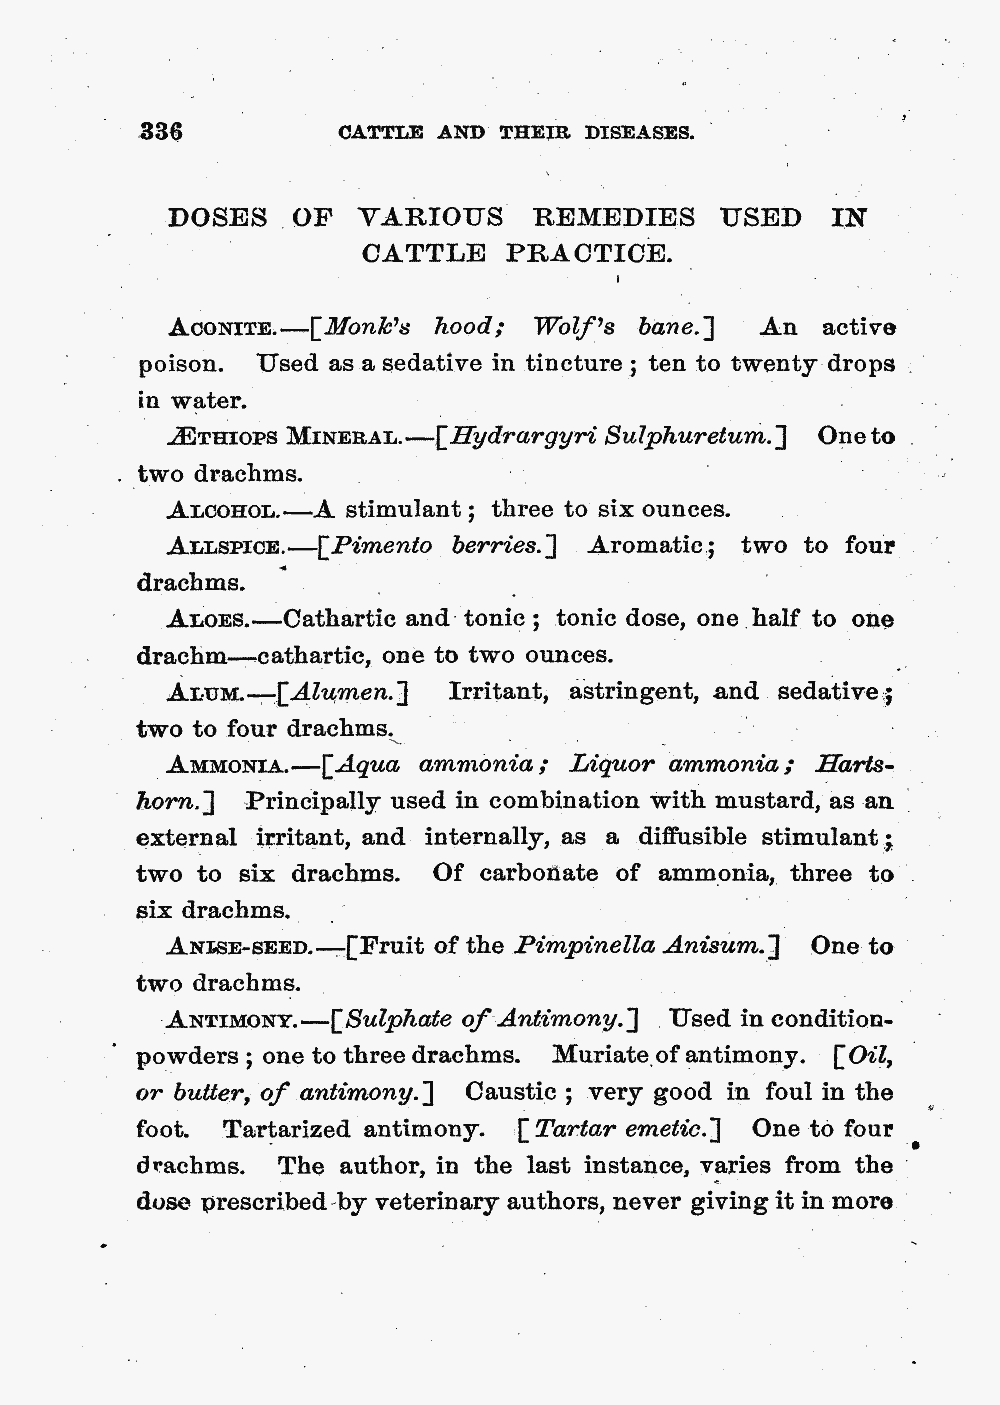 336 CATTLE AND THEIR DISEASES.
DOSES OF VARIOUS REMEDIES USED IN
CATTLE PRACTICE.
ACONITE.—[Monk's hood; Wolf's bane.] An active
poison. Used as a sedative in tincture; ten to twenty drops
in water.
ÆTHIOPS MINERAL.—[Hydrargyri Sulphuretum.] One to
two drachms.
ALCOHOL.—A stimulant; three to six ounces.
ALLSPICE.—[Pimento berries.] Aromatic; two to four
drachms.
ALOES.—Cathartic and tonic; tonic dose, one half to one
drachm—cathartic, one to two ounces.
ALUM.—[Alumen.] Irritant, astringent, and sedative;
two to four drachms.
AMMONIA.—[Aqua ammonia; Liquor ammonia; Harts-
horn.] Principally used in combination with mustard, as an
external irritant, and internally, as a diffusible stimulant;
two to six drachms. Of carbonate of ammonia, three to
six drachms.
ANISE-SEED.—[Fruit of the Pimpinella Anisum.] One to
two drachms.
ANTIMONY.—[Sulphate of Antimony.] Used in condition-
powders; one to three drachms. Muriate of antimony. [Oil,
or butter, of antimony.] Caustic; very good in foul in the
foot. Tartarized antimony. [Tartar emetic.] One to four
drachms. The author, in the last instance, varies from the
dose prescribed by veterinary authors, never giving it in more